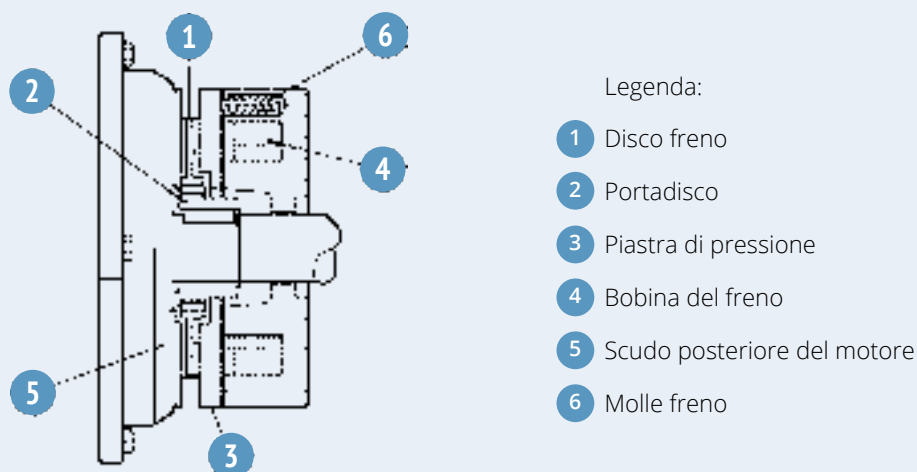 1
6
2
4
5
3
Legenda:
1 Disco freno
2 Portadisco
3 Piastra di pressione
4 Bobina del freno
5 Scudo posteriore del motore
6 Molle freno